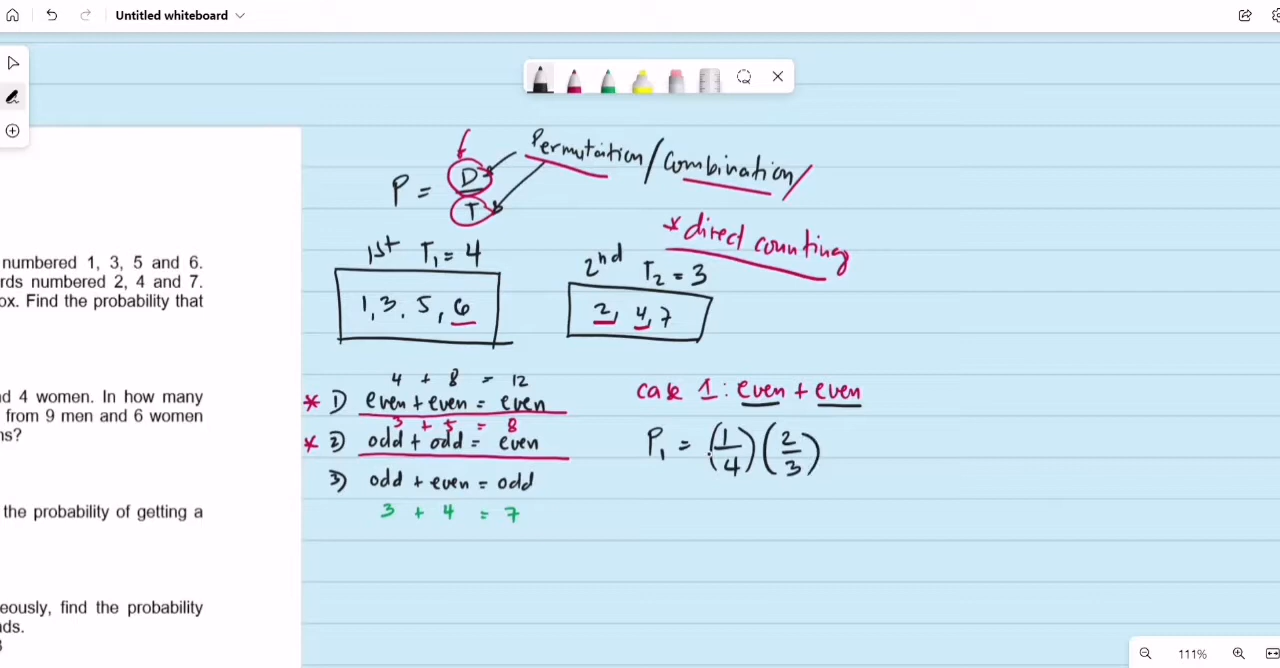 Untitled whiteboard
Permutaition/combination/
P = D
T
* direct counting
1st T1 = 4
2nd T2 = 3
numbered 1, 3, 5 and 6.
rds numbered 2, 4 and 7.
ox. Find the probability that
1, 3, 5, 6
2, 4, 7
4 + 8 = 12
* 1) even + even = even
case 1: even + even
nd 4 women. In how many
from 9 men and 6 women
ns?
3 + 5 = 8
* 2) odd + odd = even
P1 = (1/4)(2/3)
3) odd + even = odd
3 + 4 = 7
the probability of getting a
eously, find the probability
nds.
111%